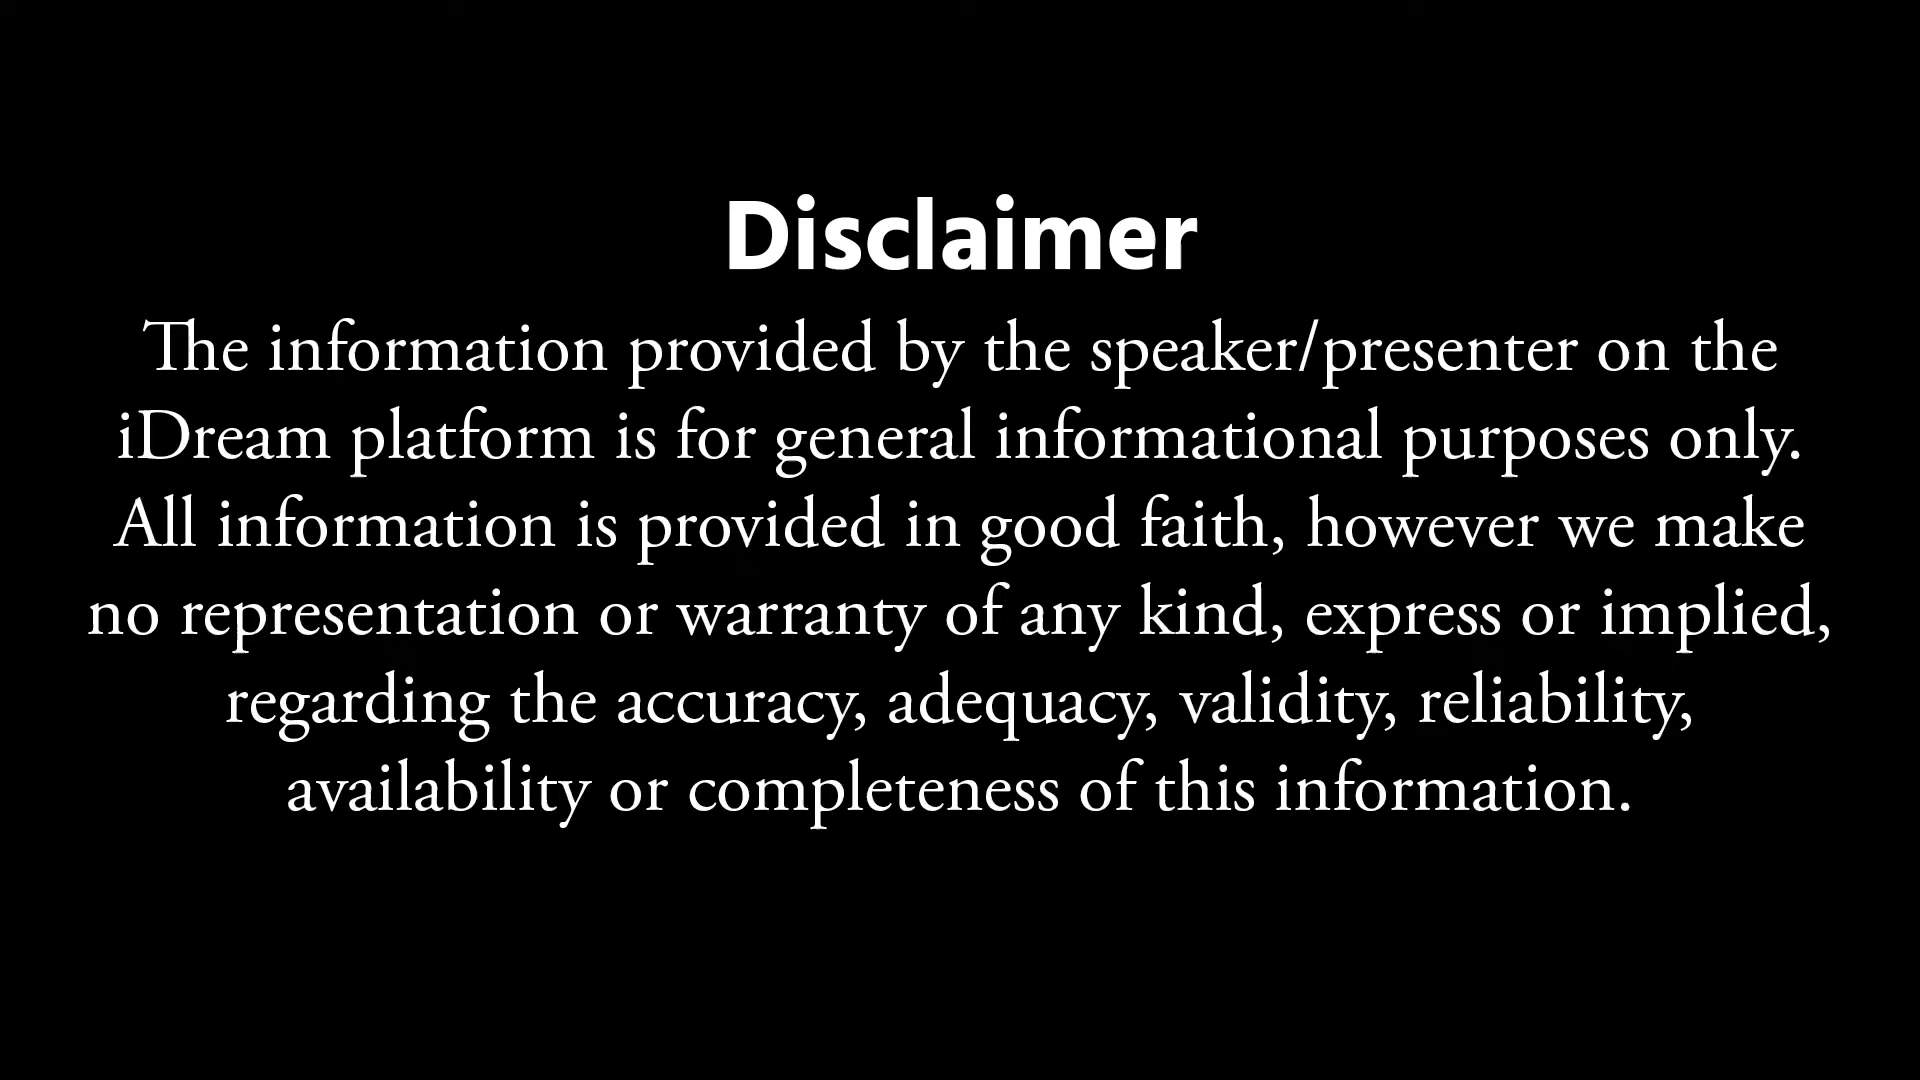 Disclaimer
The information provided by the speaker/presenter on the
iDream platform is for general informational purposes only.
All information is provided in good faith, however we make
no representation or warranty of any kind, express or implied,
regarding the accuracy, adequacy, validity, reliability,
availability or completeness of this information.